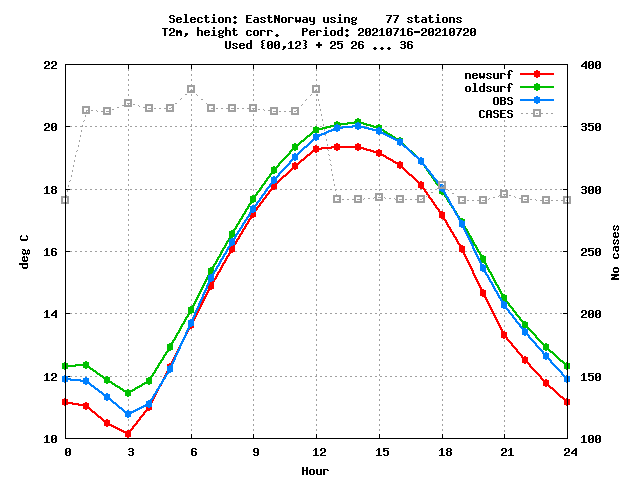 Selection: EastNorway using 77 stations
T2m, height corr. Period: 20210716-20210720
Used {00,12} + 25 26 ... 36
newsurf
oldsurf
OBS
CASES
22
20
18
16
14
12
10
400
350
300
250
200
150
100
deg C
No cases
0 3 6 9 12 15 18 21 24
Hour